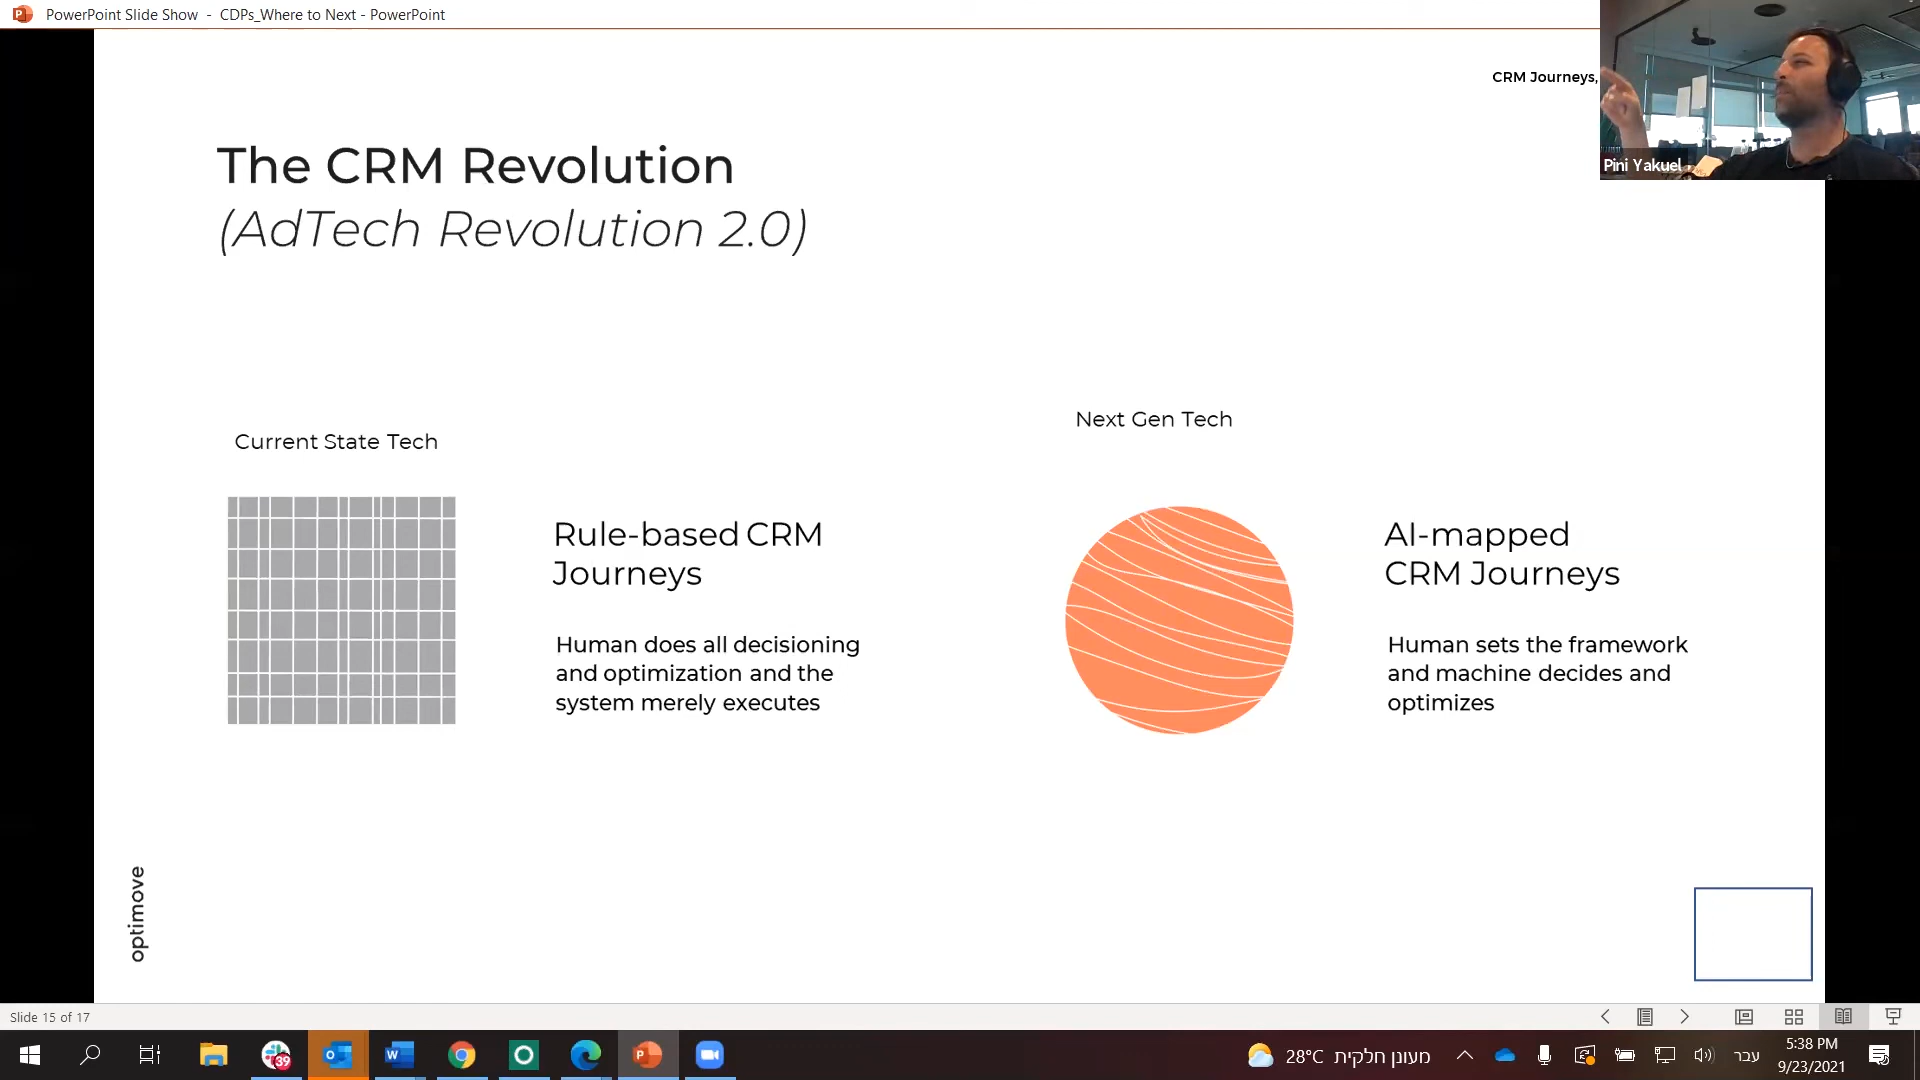 PowerPoint Slide Show - CDPs_Where to Next - PowerPoint
CRM Journeys,
Pini Yakuel
The CRM Revolution
(AdTech Revolution 2.0)
Current State Tech
Rule-based CRM
Journeys
Human does all decisioning
and optimization and the
system merely executes
Next Gen Tech
AI-mapped
CRM Journeys
Human sets the framework
and machine decides and
optimizes
optimove
Slide 15 of 17
39
28°C מעונן חלקית
עבר
5:38 PM
9/23/2021